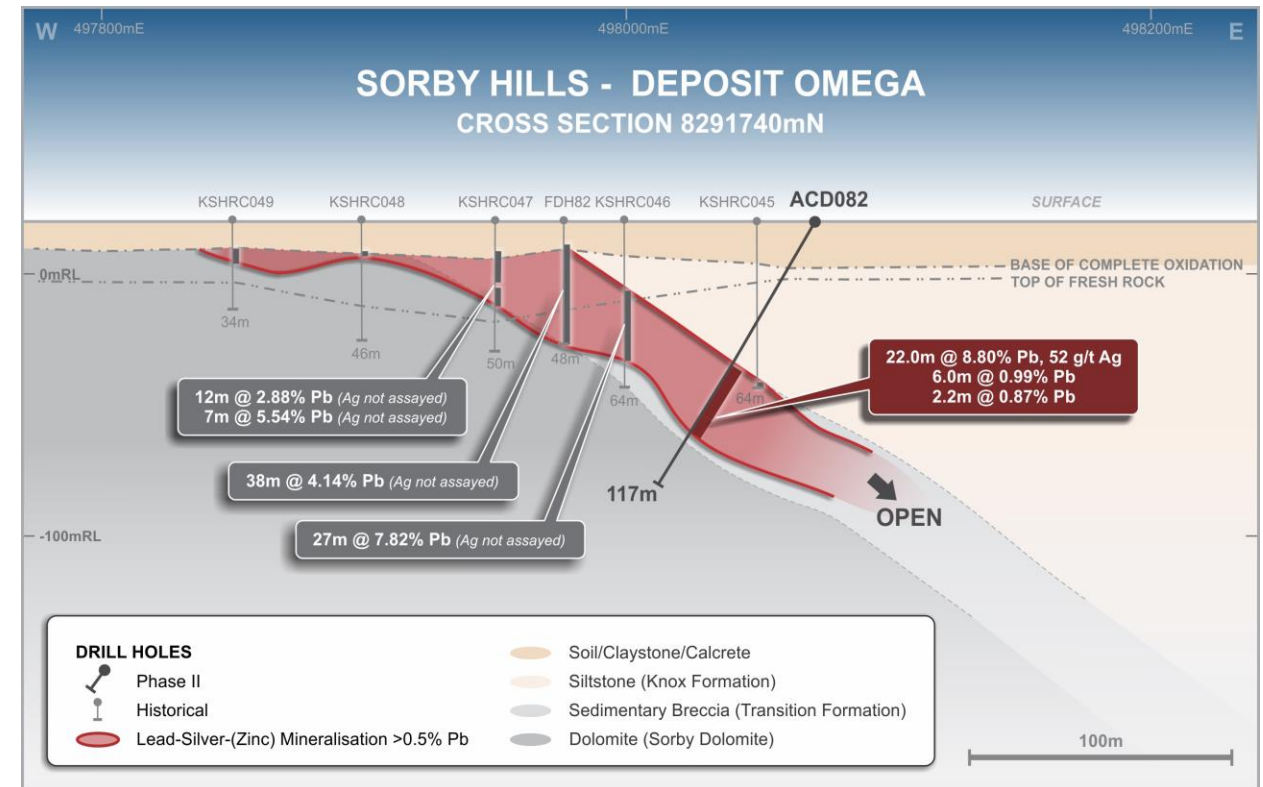 W 497800mE 498000mE 498200mE E
SORBY HILLS - DEPOSIT OMEGA
CROSS SECTION 8291740mN
KSHRC049 KSHRC048 KSHRC047 FDH82 KSHRC046 KSHRC045 ACD082 SURFACE
BASE OF COMPLETE OXIDATION
0mRL
TOP OF FRESH ROCK
34m
46m
50m
48m
64m
64m
22.0m @ 8.80% Pb, 52 g/t Ag
6.0m @ 0.99% Pb
2.2m @ 0.87% Pb
12m @ 2.88% Pb (Ag not assayed)
7m @ 5.54% Pb (Ag not assayed)
38m @ 4.14% Pb (Ag not assayed)
117m
OPEN
27m @ 7.82% Pb (Ag not assayed)
-100mRL
DRILL HOLES
Phase II
Historical
Lead-Silver-(Zinc) Mineralisation >0.5% Pb
Soil/Claystone/Calcrete
Siltstone (Knox Formation)
Sedimentary Breccia (Transition Formation)
Dolomite (Sorby Dolomite)
100m